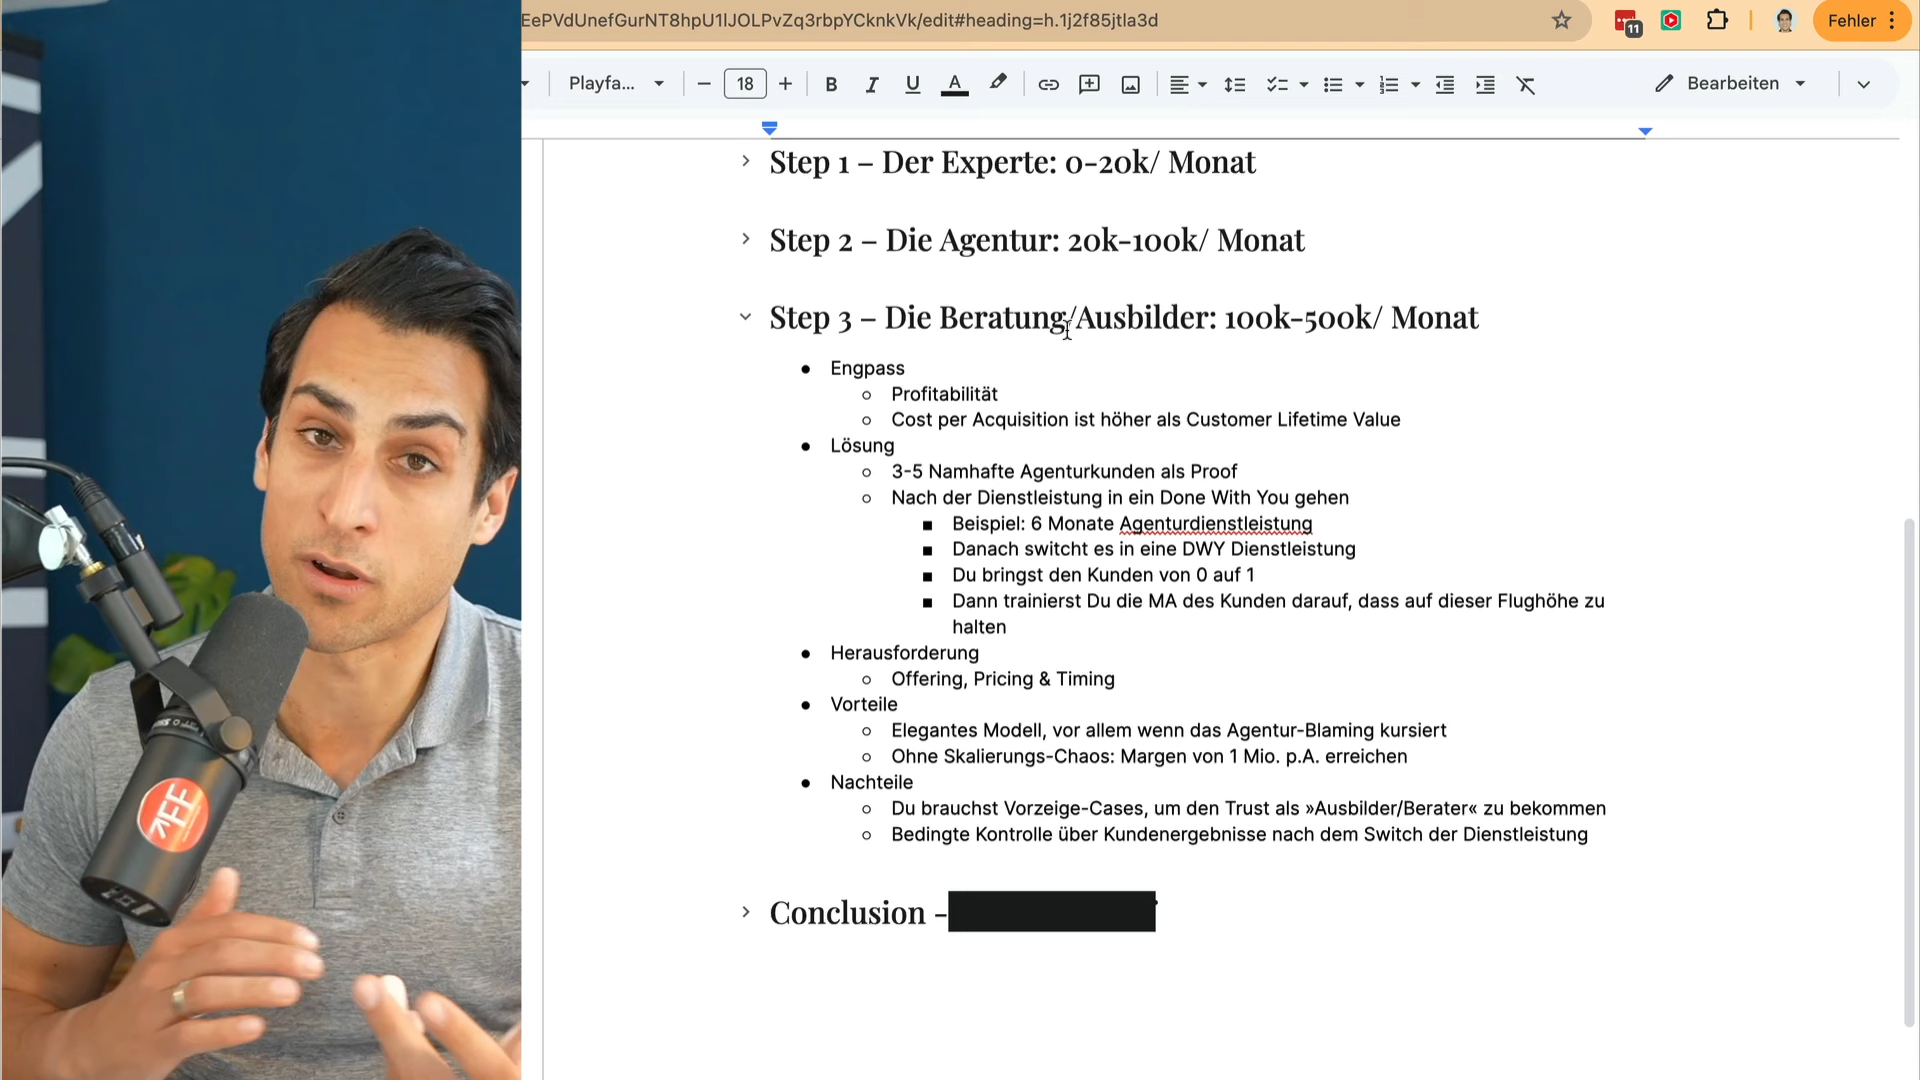 EePVdUnefGurNT8hpU1lJOLPvZq3rbpYCknkVk/edit#heading=h.1j2f85jtla3d
11
Fehler
Playfa...
18
B I U A
Bearbeiten
Step 1 – Der Experte: 0-20k/ Monat
Step 2 – Die Agentur: 20k-100k/ Monat
Step 3 – Die Beratung/Ausbilder: 100k-500k/ Monat
Engpass
Profitabilität
Cost per Acquisition ist höher als Customer Lifetime Value
Lösung
3-5 Namhafte Agenturkunden als Proof
Nach der Dienstleistung in ein Done With You gehen
Beispiel: 6 Monate Agenturdienstleistung
Danach switcht es in eine DWY Dienstleistung
Du bringst den Kunden von 0 auf 1
Dann trainierst Du die MA des Kunden darauf, dass auf dieser Flughöhe zu
halten
Herausforderung
Offering, Pricing & Timing
Vorteile
Elegantes Modell, vor allem wenn das Agentur-Blaming kursiert
Ohne Skalierungs-Chaos: Margen von 1 Mio. p.A. erreichen
Nachteile
Du brauchst Vorzeige-Cases, um den Trust als »Ausbilder/Berater« zu bekommen
Bedingte Kontrolle über Kundenergebnisse nach dem Switch der Dienstleistung
Conclusion -
AFF